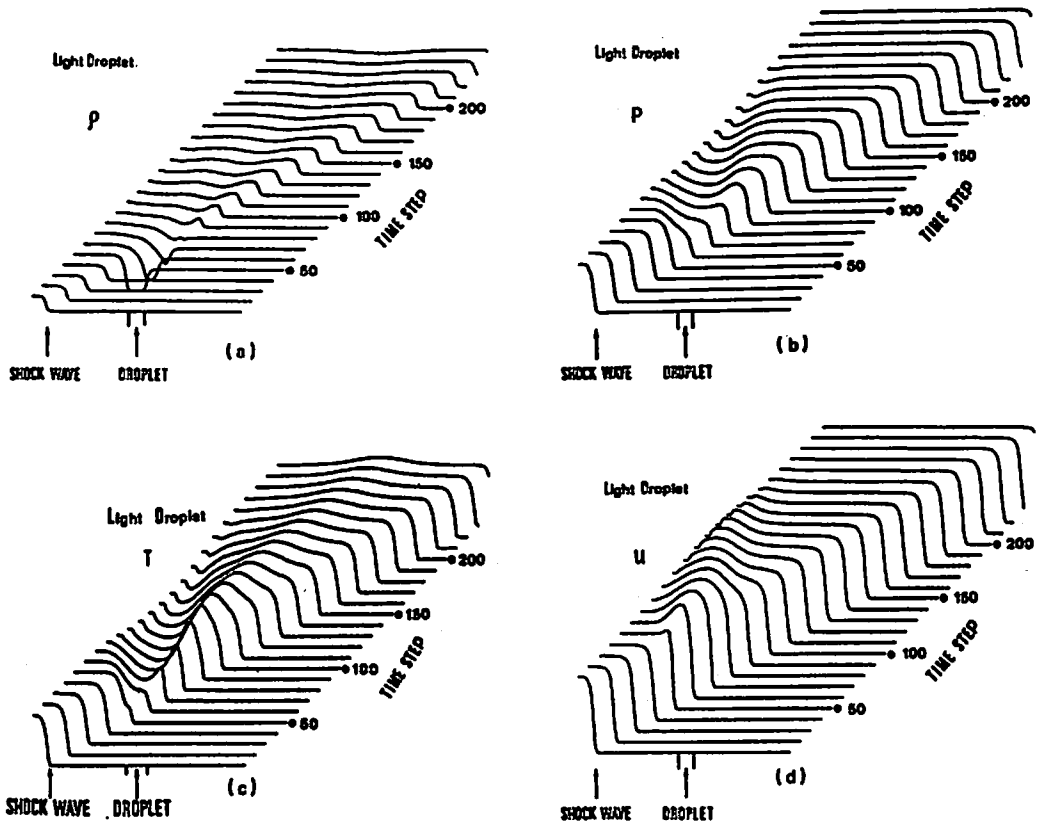 Light Droplet.
ρ
200
150
100
50
TIME STEP
(a)
SHOCK WAVE DROPLET
Light Droplet
P
200
150
100
50
TIME STEP
(b)
SHOCK WAVE DROPLET
Light Droplet
T
200
150
100
50
TIME STEP
(c)
SHOCK WAVE . DROPLET
Light Droplet
u
200
150
100
50
TIME STEP
(d)
SHOCK WAVE DROPLET